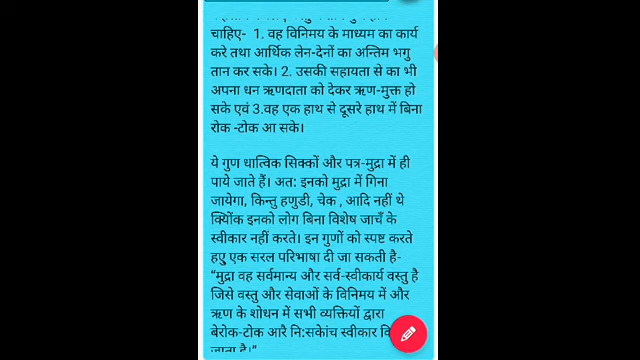 चाहिए- 1. वह विनिमय के माध्यम का कार्य
करे तथा आर्थिक लेन-देनों का अन्तिम भगु
तान कर सके। 2. उसकी सहायता से का भी
अपना धन ऋणदाता को देकर ऋण-मुक्त हो
सके एवं 3.वह एक हाथ से दूसरे हाथ में बिना
रोक -टोक आ सके।
ये गुण धात्विक सिक्कों और पत्र-मुद्रा में ही
पाये जाते हैं। अत: इनको मुद्रा में गिना
जायेगा, किन्तु हणुडी, चेक , आदि नहीं थे
क्योंिक इनको लोग बिना विशेष जाचँ के
स्वीकार नहीं करते। इन गुणों को स्पष्ट करते
हएु एक सरल परिभाषा दी जा सकती है-
“मुद्रा वह सर्वमान्य और सर्व-स्वीकार्य वस्तु है
जिसे वस्तु और सेवाओं के विनिमय में और
ऋण के शोधन में सभी व्यक्तियों द्वारा
बेरोक-टोक आरै नि:सकेांच स्वीकार
जाता है।”